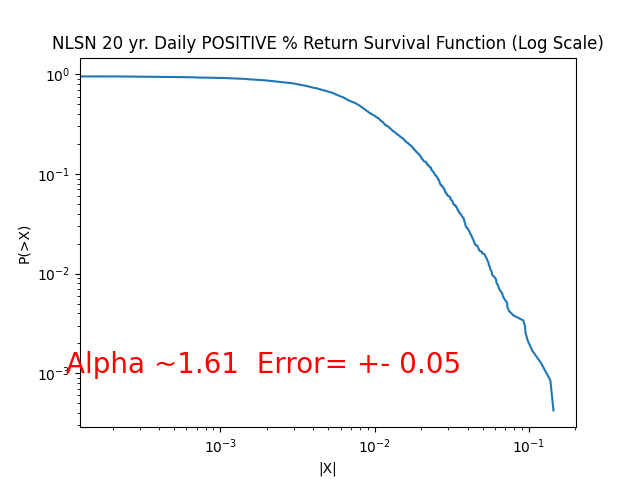 NLSN 20 yr. Daily POSITIVE % Return Survival Function (Log Scale)
10⁰
10⁻¹
10⁻²
10⁻³
P(>X)
Alpha ~1.61  Error= +- 0.05
10⁻³
10⁻²
10⁻¹
|X|